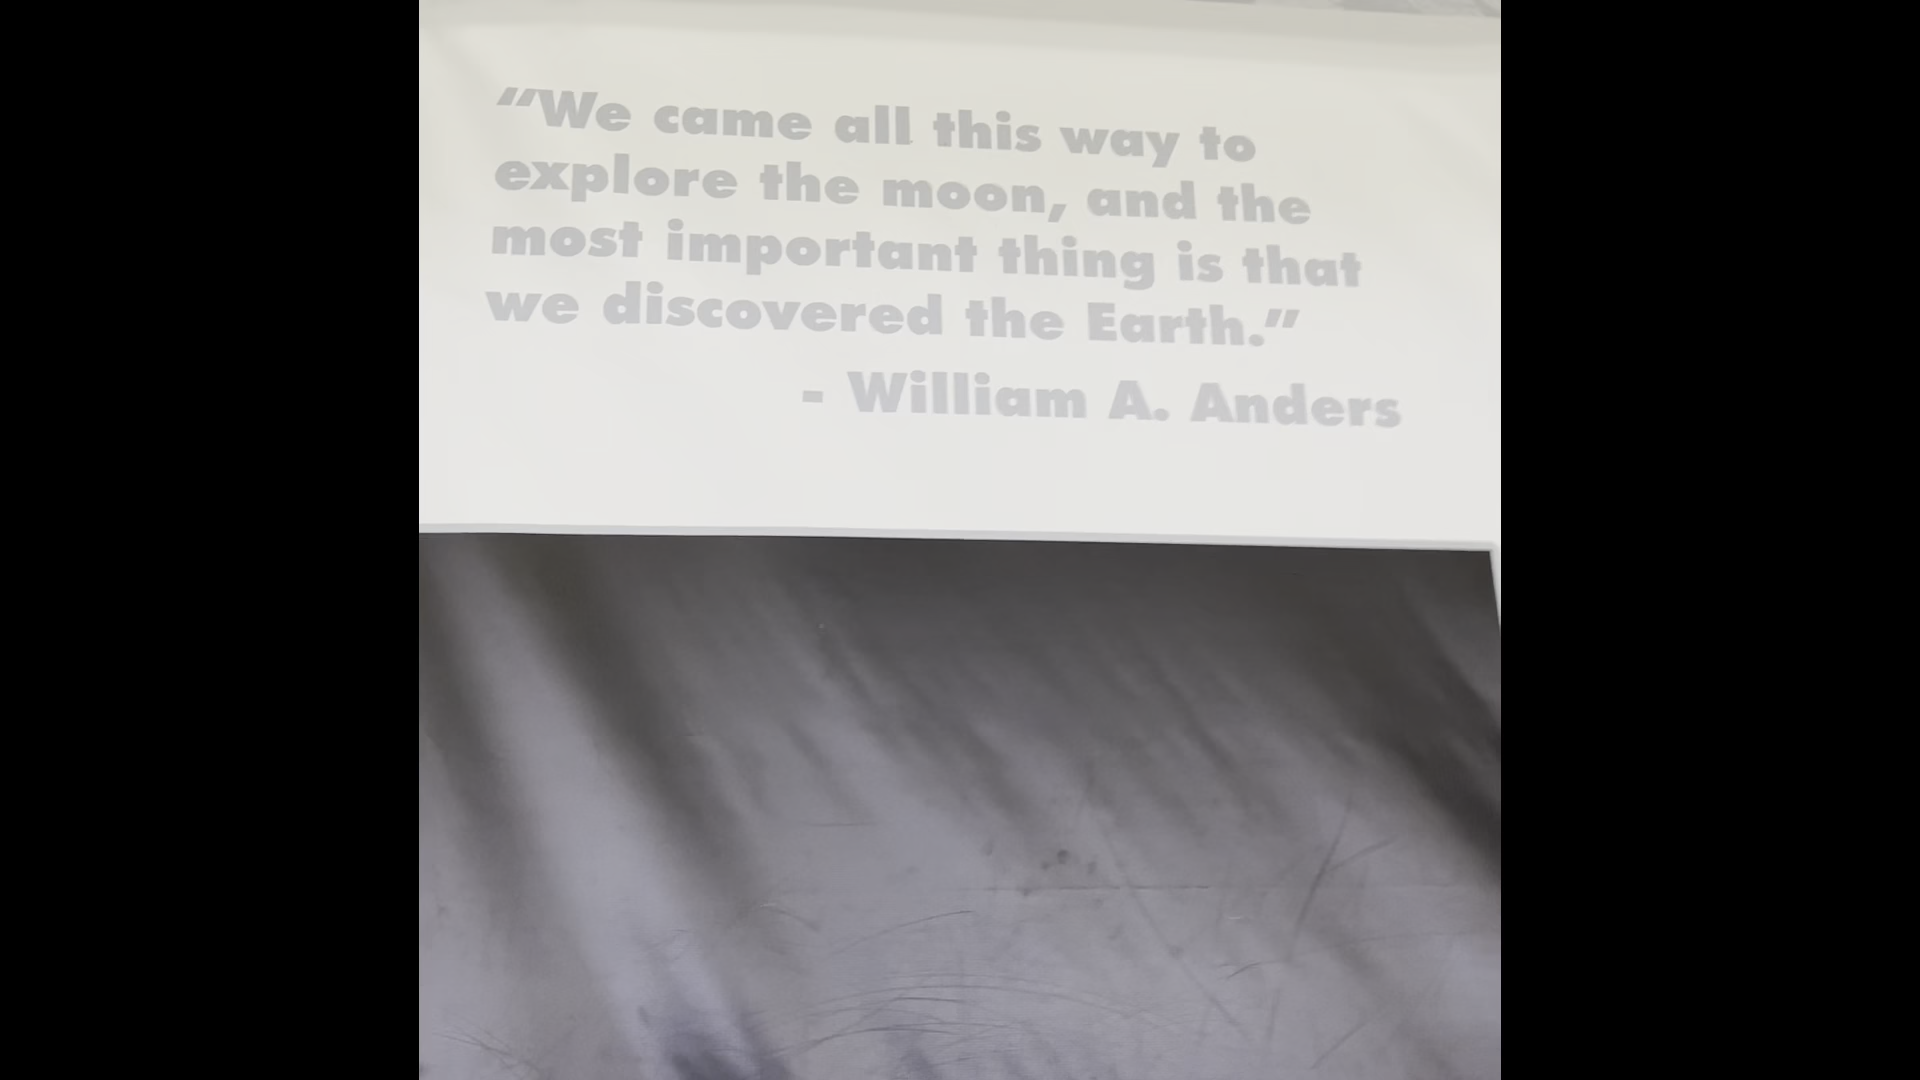 “We came all this way to
explore the moon, and the
most important thing is that
we discovered the Earth.”
- William A. Anders